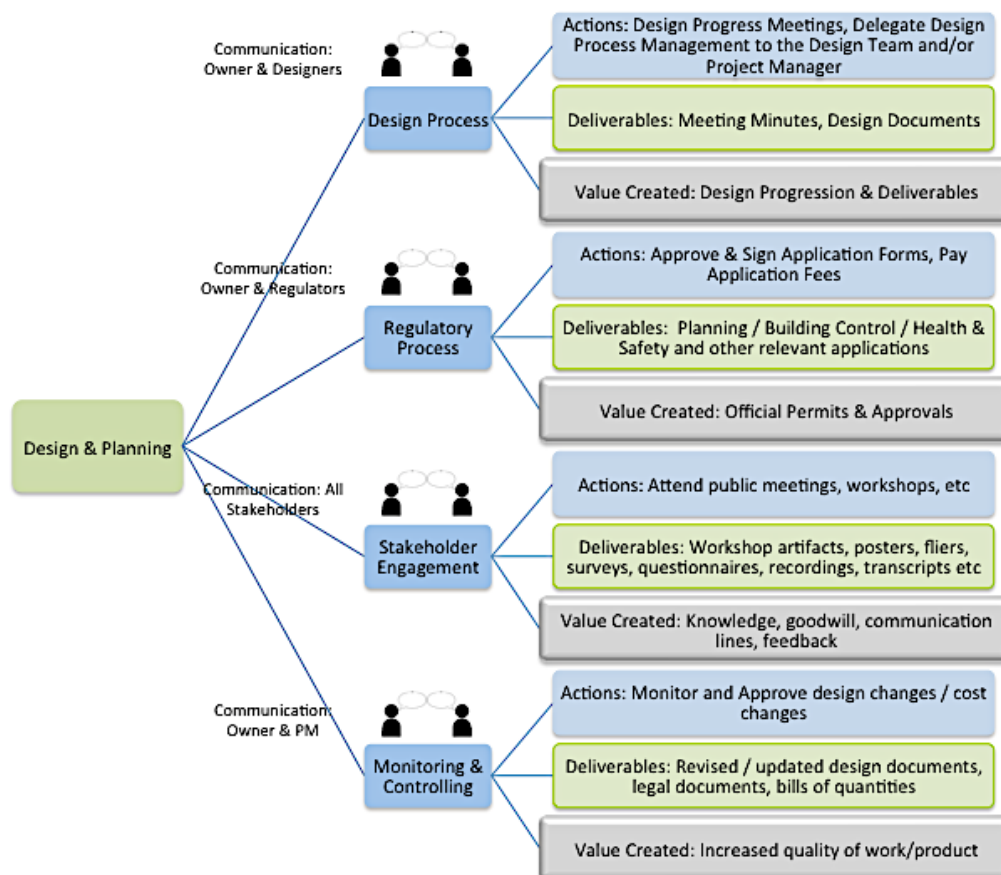 Communication:
Owner & Designers
Design Process
Actions: Design Progress Meetings, Delegate Design
Process Management to the Design Team and/or
Project Manager
Deliverables: Meeting Minutes, Design Documents
Value Created: Design Progression & Deliverables
Communication:
Owner & Regulators
Regulatory
Process
Actions: Approve & Sign Application Forms, Pay
Application Fees
Deliverables: Planning / Building Control / Health &
Safety and other relevant applications
Value Created: Official Permits & Approvals
Design & Planning
Communication: All
Stakeholders
Stakeholder
Engagement
Actions: Attend public meetings, workshops, etc
Deliverables: Workshop artifacts, posters, fliers,
surveys, questionnaires, recordings, transcripts etc
Value Created: Knowledge, goodwill, communication
lines, feedback
Communication:
Owner & PM
Monitoring &
Controlling
Actions: Monitor and Approve design changes / cost
changes
Deliverables: Revised / updated design documents,
legal documents, bills of quantities
Value Created: Increased quality of work/product